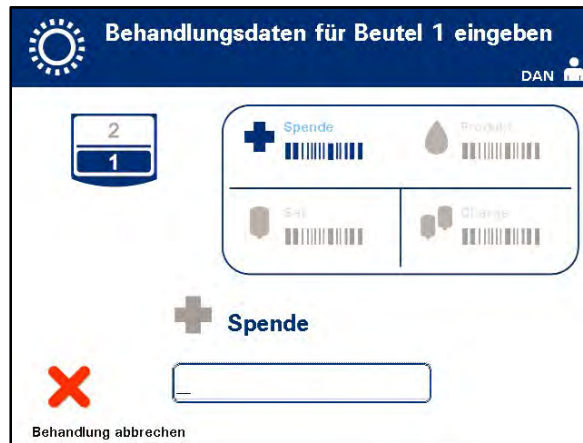 Behandlungsdaten für Beutel 1 eingeben
DAN
2
1
Spende
Produkt
Set
Charge
Spende
_
Behandlung abbrechen